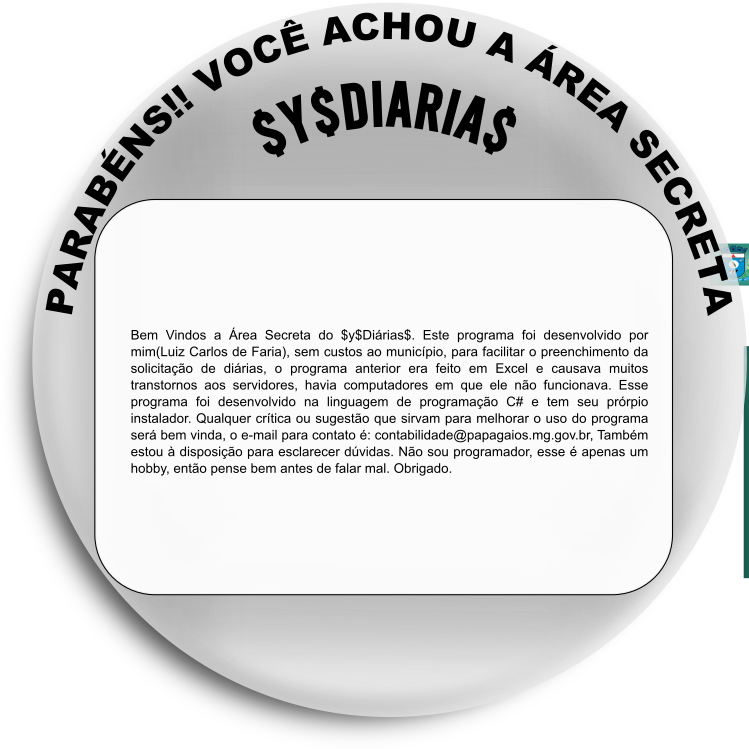 PARABÉNS!! VOCÊ ACHOU A ÁREA SECRETA
$Y$DIARIA$
Bem Vindos a Área Secreta do $y$Diárias$. Este programa foi desenvolvido por
mim(Luiz Carlos de Faria), sem custos ao município, para facilitar o preenchimento da
solicitação de diárias, o programa anterior era feito em Excel e causava muitos
transtornos aos servidores, havia computadores em que ele não funcionava. Esse
programa foi desenvolvido na linguagem de programação C# e tem seu prórpio
instalador. Qualquer crítica ou sugestão que sirvam para melhorar o uso do programa
será bem vinda, o e-mail para contato é: contabilidade@papagaios.mg.gov.br, Também
estou à disposição para esclarecer dúvidas. Não sou programador, esse é apenas um
hobby, então pense bem antes de falar mal. Obrigado.